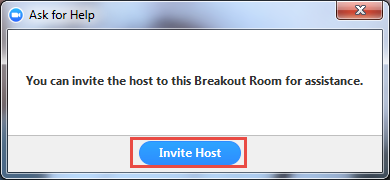 Ask for Help
You can invite the host to this Breakout Room for assistance.
Invite Host